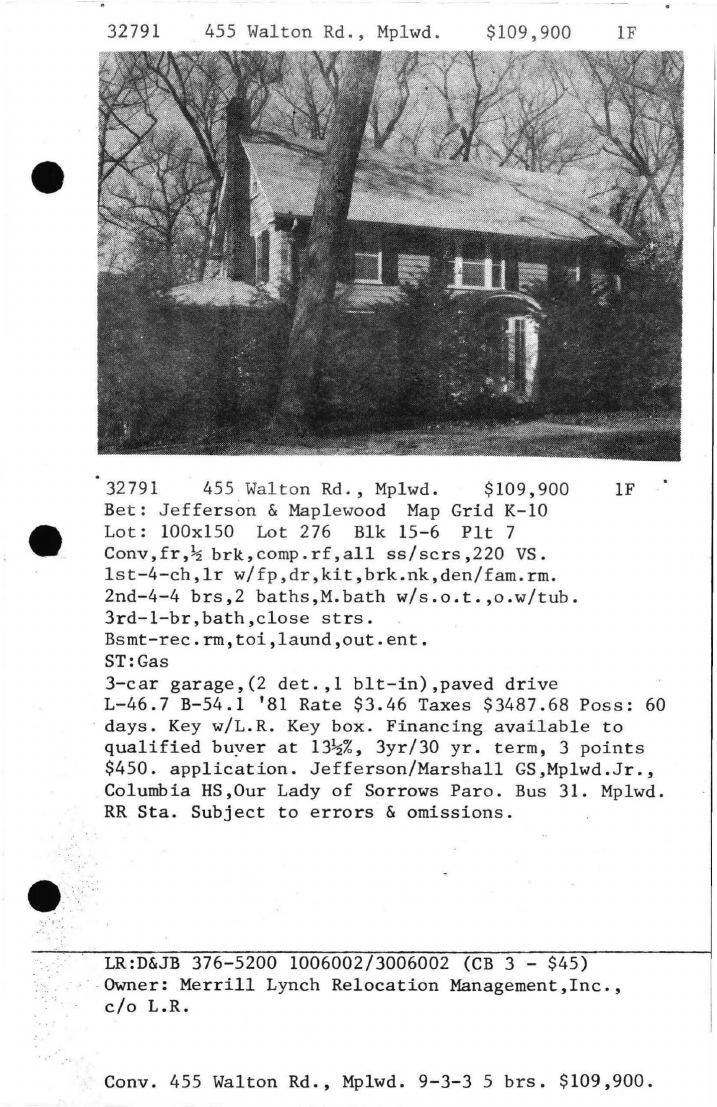 32791 455 Walton Rd., Mplwd. $109,900 1F
32791 455 Walton Rd., Mplwd. $109,900 1F
Bet: Jefferson & Maplewood Map Grid K-10
Lot: 100x150 Lot 276 Blk 15-6 Plt 7
Conv,fr,½ brk,comp.rf,all ss/scrs,220 VS.
1st-4-ch,lr w/fp,dr,kit,brk.nk,den/fam.rm.
2nd-4-4 brs,2 baths,M.bath w/s.o.t.,o.w/tub.
3rd-1-br,bath,close strs.
Bsmt-rec.rm,toi,laund,out.ent.
ST:Gas
3-car garage,(2 det.,1 blt-in),paved drive
L-46.7 B-54.1 '81 Rate $3.46 Taxes $3487.68 Poss: 60
days. Key w/L.R. Key box. Financing available to
qualified buyer at 13½%, 3yr/30 yr. term, 3 points
$450. application. Jefferson/Marshall GS,Mplwd.Jr.,
Columbia HS,Our Lady of Sorrows Paro. Bus 31. Mplwd.
RR Sta. Subject to errors & omissions.
LR:D&JB 376-5200 1006002/3006002 (CB 3 - $45)
Owner: Merrill Lynch Relocation Management,Inc.,
c/o L.R.
Conv. 455 Walton Rd., Mplwd. 9-3-3 5 brs. $109,900.